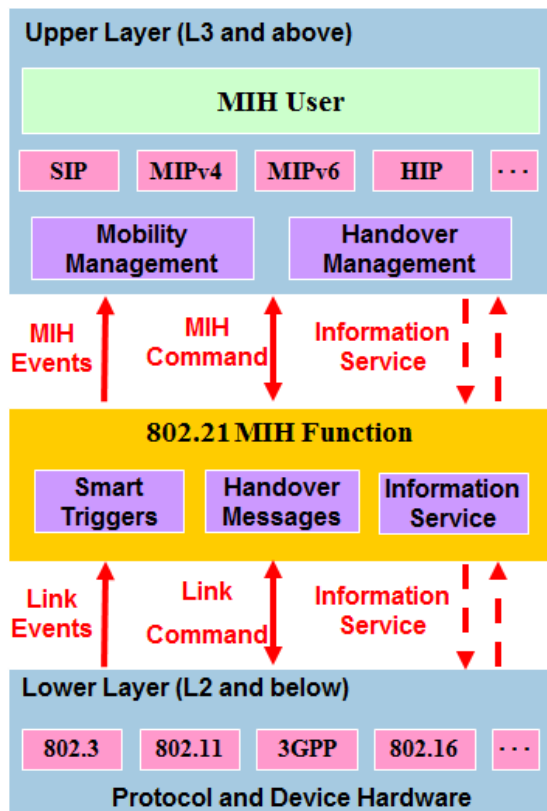 Upper Layer (L3 and above)
MIH User
SIP MIPv4 MIPv6 HIP ...
Mobility Management
Handover Management
MIH Events
MIH Command
Information Service
802.21 MIH Function
Smart Triggers
Handover Messages
Information Service
Link Events
Link Command
Information Service
Lower Layer (L2 and below)
802.3 802.11 3GPP 802.16 ...
Protocol and Device Hardware